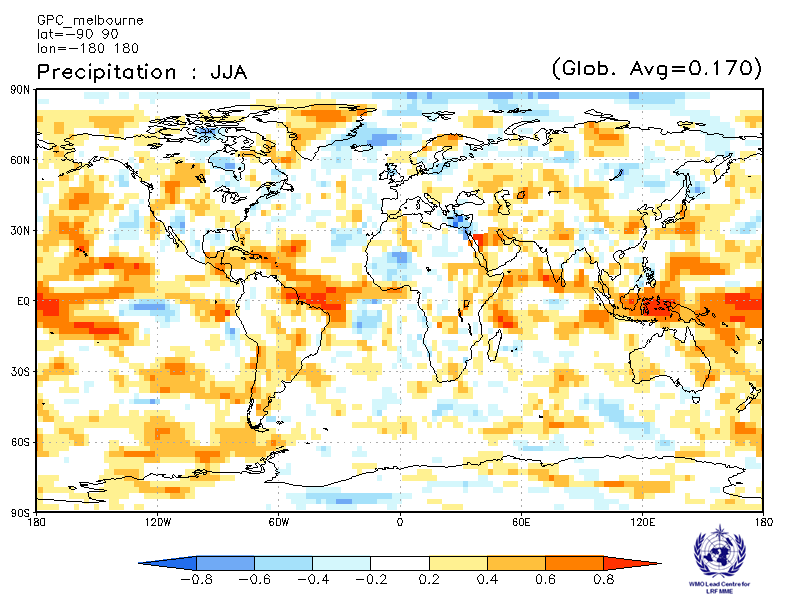 GPC_melbourne
lat=-90 90
lon=-180 180
Precipitation : JJA
(Glob. Avg=0.170)
90N
60N
30N
EQ
30S
60S
90S
180 120W 60W 0 60E 120E 180
-0.8 -0.6 -0.4 -0.2 0.2 0.4 0.6 0.8
WMO Lead Centre for
LRF MME